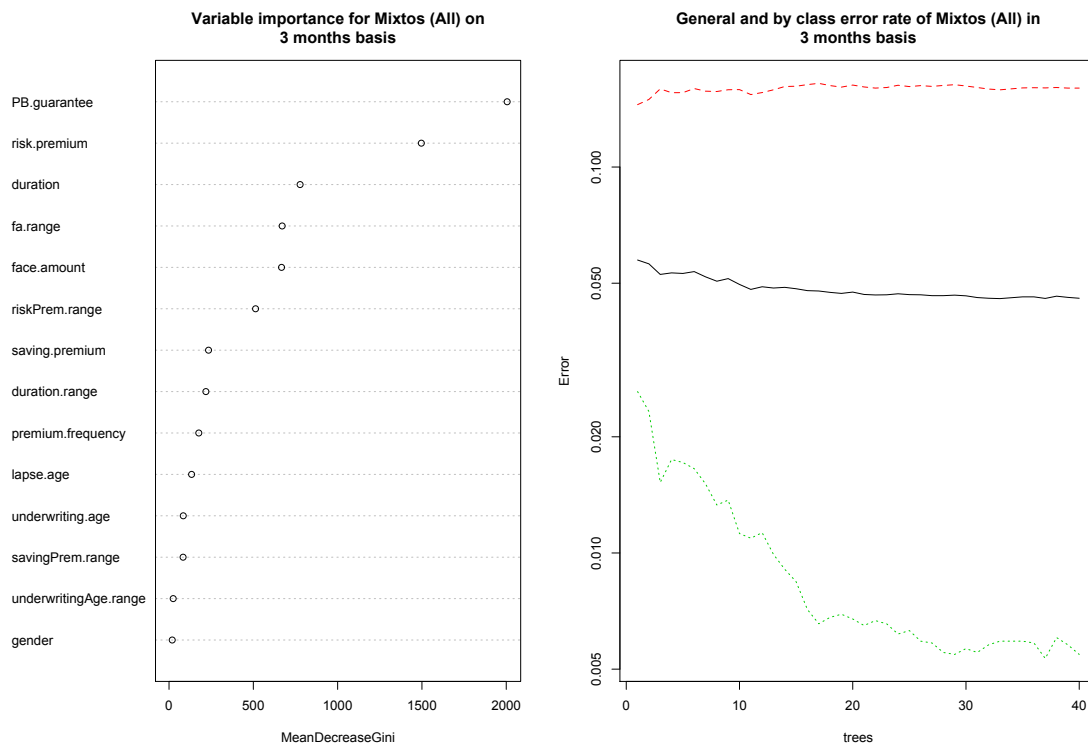 Variable importance for Mixtos (All) on
3 months basis
PB.guarantee
risk.premium
duration
fa.range
face.amount
riskPrem.range
saving.premium
duration.range
premium.frequency
lapse.age
underwriting.age
savingPrem.range
underwritingAge.range
gender
0 500 1000 1500 2000
MeanDecreaseGini
General and by class error rate of Mixtos (All) in
3 months basis
0.100
0.050
0.020
0.010
0.005
Error
0 10 20 30 40
trees